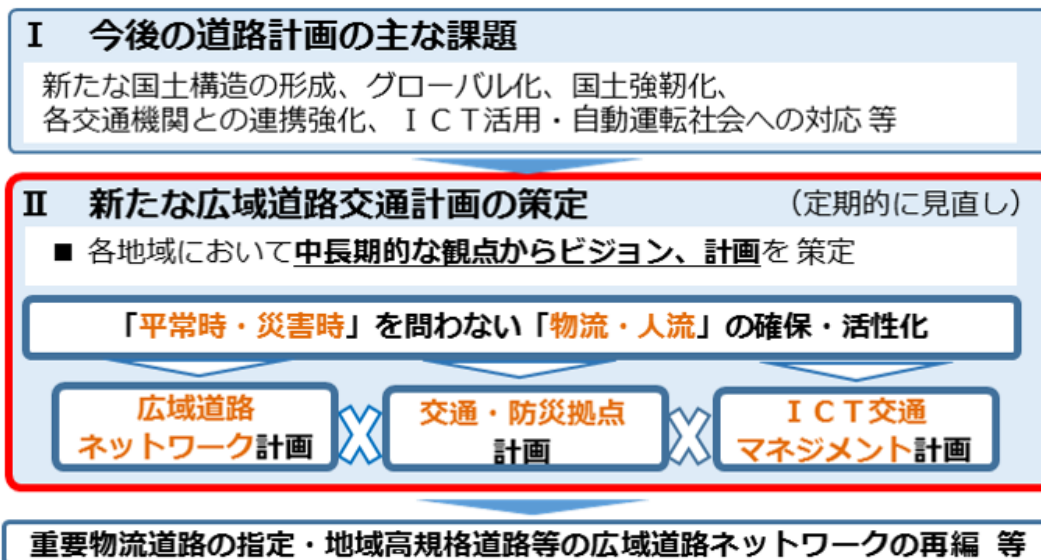 Ⅰ 今後の道路計画の主な課題
新たな国土構造の形成、グローバル化、国土強靭化、
各交通機関との連携強化、ＩＣＴ活用・自動運転社会への対応 等
Ⅱ 新たな広域道路交通計画の策定 （定期的に見直し）
■ 各地域において中長期的な観点からビジョン、計画を 策定
「平常時・災害時」を問わない「物流・人流」の確保・活性化
広域道路
ネットワーク計画
交通・防災拠点
計画
ＩＣＴ交通
マネジメント計画
重要物流道路の指定・地域高規格道路等の広域道路ネットワークの再編 等